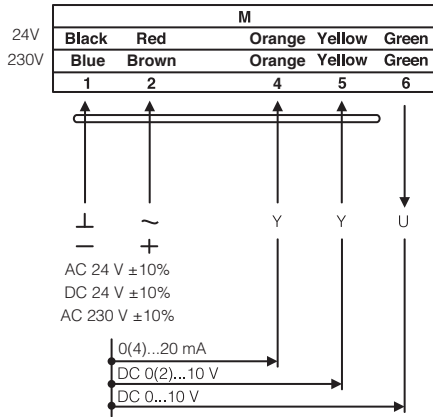 M
24V Black Red Orange Yellow Green
230V Blue Brown Orange Yellow Green
1 2 4 5 6
⊥ ~ Y Y U
− +
AC 24 V ±10%
DC 24 V ±10%
AC 230 V ±10%
0(4)...20 mA
DC 0(2)...10 V
DC 0...10 V